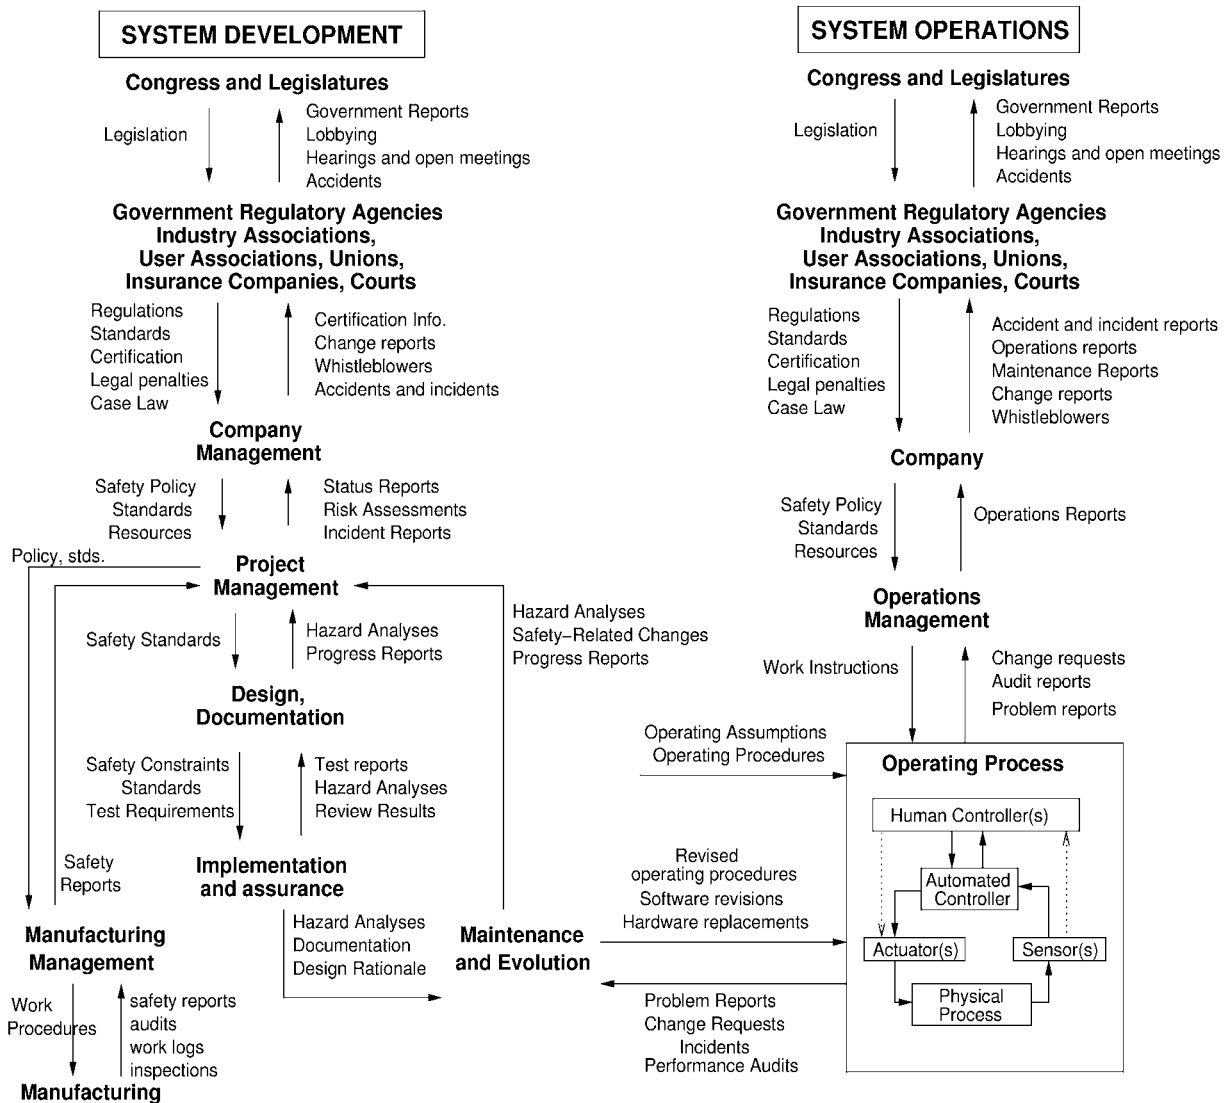 SYSTEM DEVELOPMENT
Congress and Legislatures
Legislation
Government Reports
Lobbying
Hearings and open meetings
Accidents
Government Regulatory Agencies
Industry Associations,
User Associations, Unions,
Insurance Companies, Courts
Regulations
Standards
Certification
Legal penalties
Case Law
Certification Info.
Change reports
Whistleblowers
Accidents and incidents
Company
Management
Safety Policy
Standards
Resources
Status Reports
Risk Assessments
Incident Reports
Policy, stds.
Project
Management
Safety Standards
Hazard Analyses
Progress Reports
Hazard Analyses
Safety−Related Changes
Progress Reports
Design,
Documentation
Safety Constraints
Standards
Test Requirements
Test reports
Hazard Analyses
Review Results
Implementation
and assurance
Safety
Reports
Hazard Analyses
Documentation
Design Rationale
Manufacturing
Management
Work
Procedures
safety reports
audits
work logs
inspections
Manufacturing
Maintenance
and Evolution
SYSTEM OPERATIONS
Congress and Legislatures
Legislation
Government Reports
Lobbying
Hearings and open meetings
Accidents
Government Regulatory Agencies
Industry Associations,
User Associations, Unions,
Insurance Companies, Courts
Regulations
Standards
Certification
Legal penalties
Case Law
Accident and incident reports
Operations reports
Maintenance Reports
Change reports
Whistleblowers
Company
Safety Policy
Standards
Resources
Operations Reports
Operations
Management
Work Instructions
Change requests
Audit reports
Problem reports
Operating Assumptions
Operating Procedures
Operating Process
Human Controller(s)
Automated
Controller
Actuator(s)
Sensor(s)
Physical
Process
Revised
operating procedures
Software revisions
Hardware replacements
Problem Reports
Change Requests
Incidents
Performance Audits